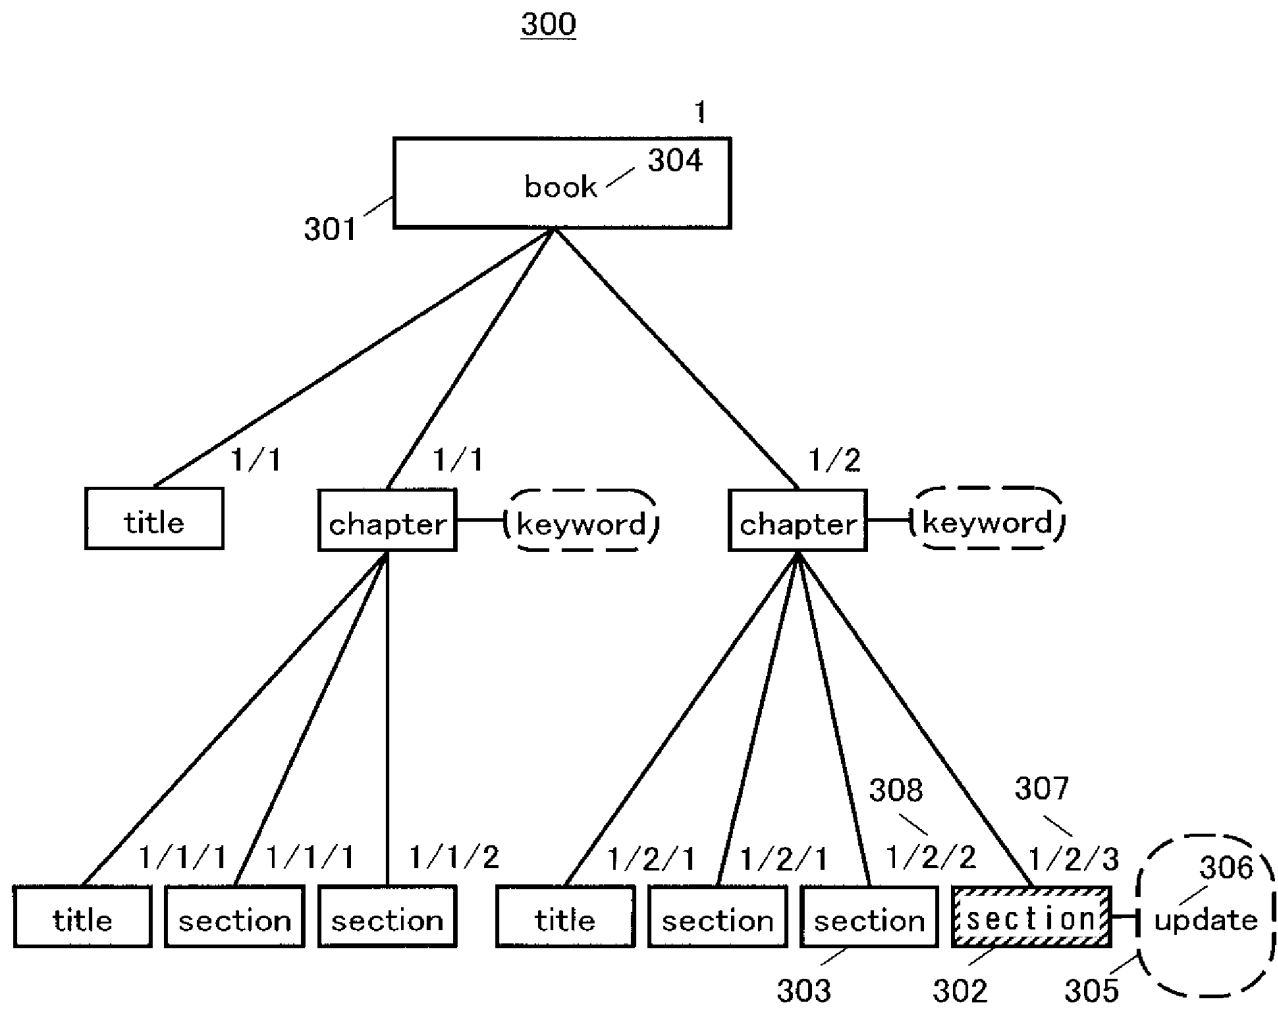 300
1
book
304
301
1/1
1/1
1/2
title
chapter
keyword
chapter
keyword
308
307
1/1/1
1/1/1
1/1/2
1/2/1
1/2/1
1/2/2
1/2/3
306
title
section
section
title
section
section
section
update
303
302
305